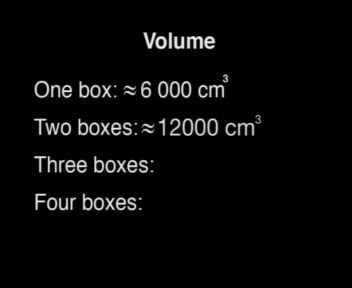 Volume
One box: ≈ 6 000 cm³
Two boxes: ≈ 12000 cm³
Three boxes:
Four boxes: